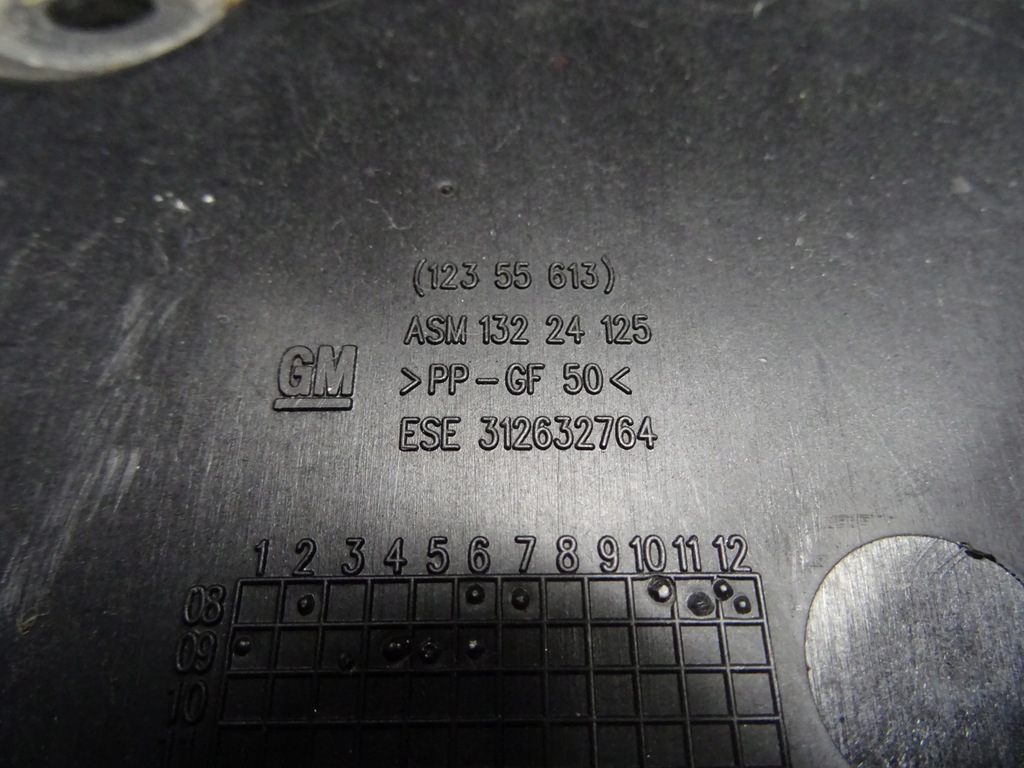 (123 55 613)
ASM 132 24 125
GM
>PP-GF 50<
ESE 312632764
1 2 3 4 5 6 7 8 9 10 11 12
08
09
10